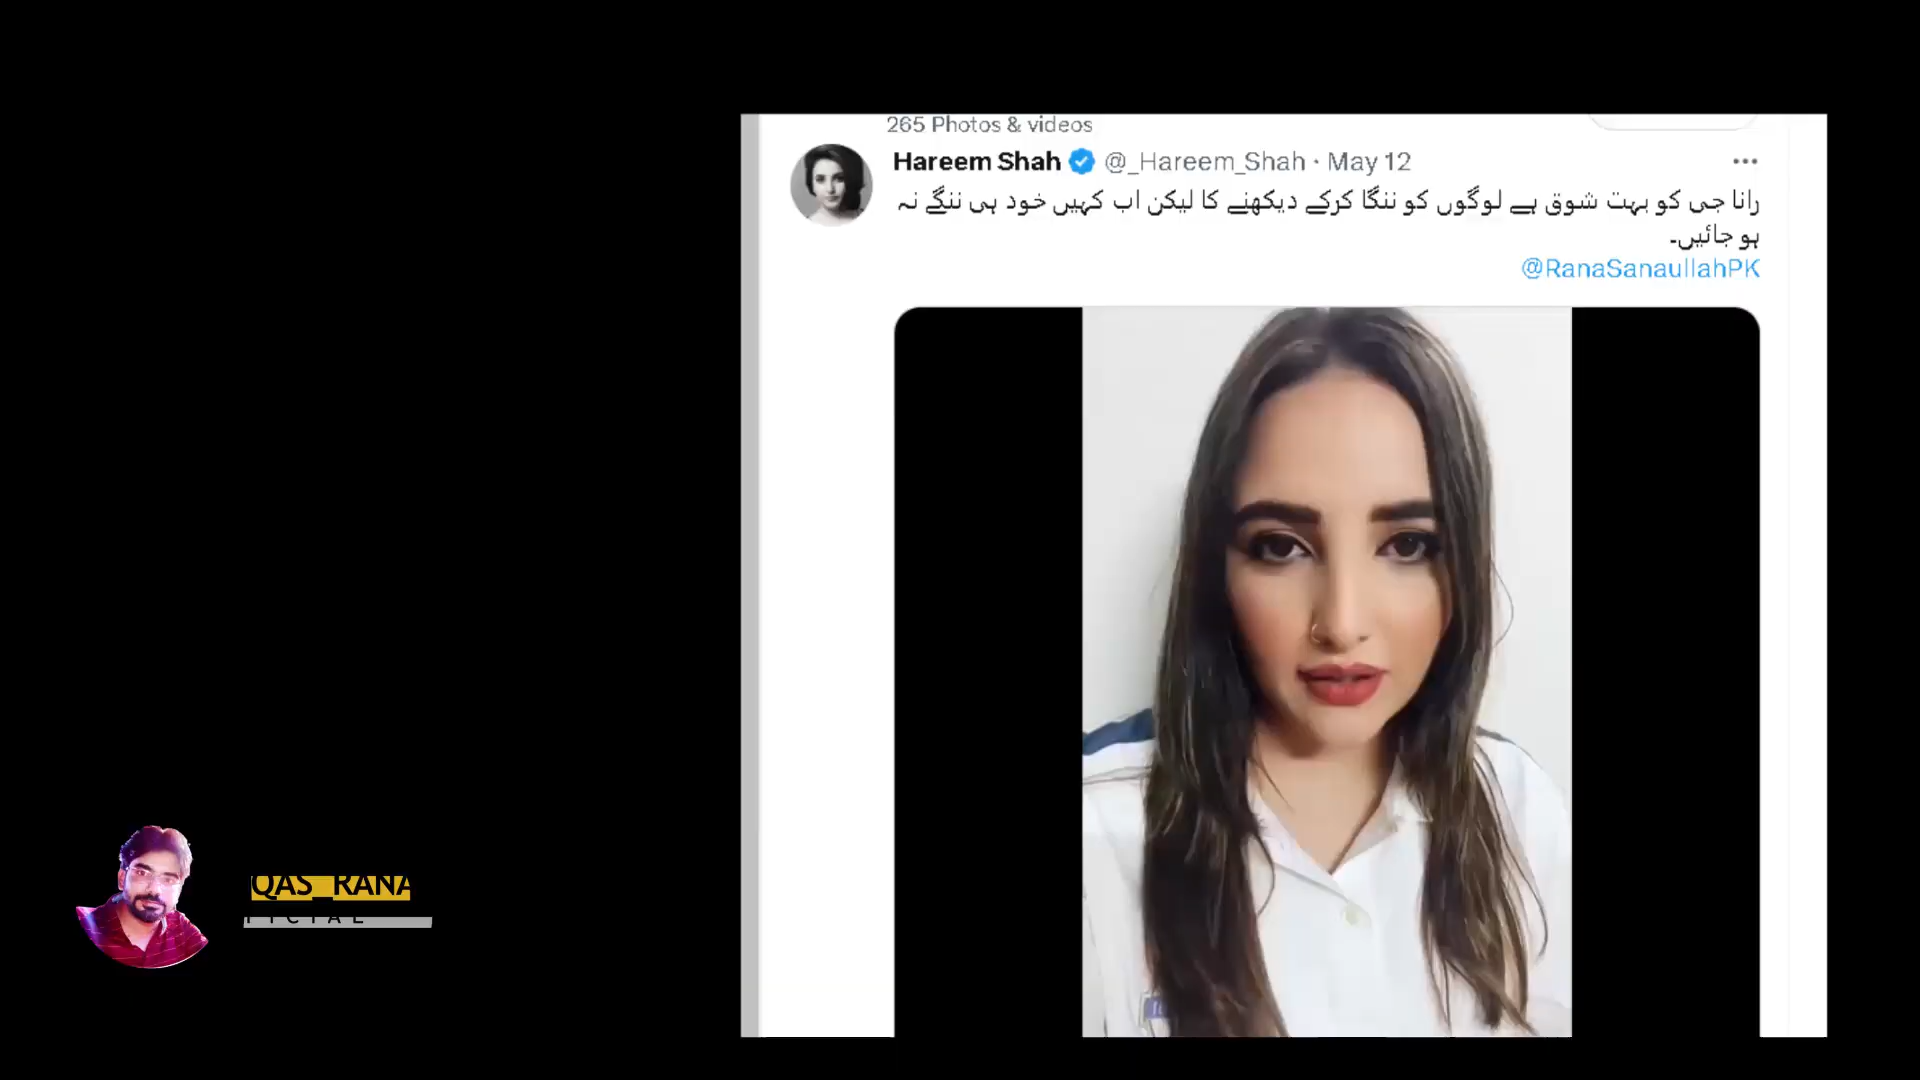 265 Photos & videos
Hareem Shah @_Hareem_Shah · May 12
رانا جی کو بہت شوق ہے لوگوں کو ننگا کرکے دیکھنے کا لیکن اب کہیں خود ہی ننگے نہ
ہو جائیں۔
@RanaSanaullahPK
QAS_RANA